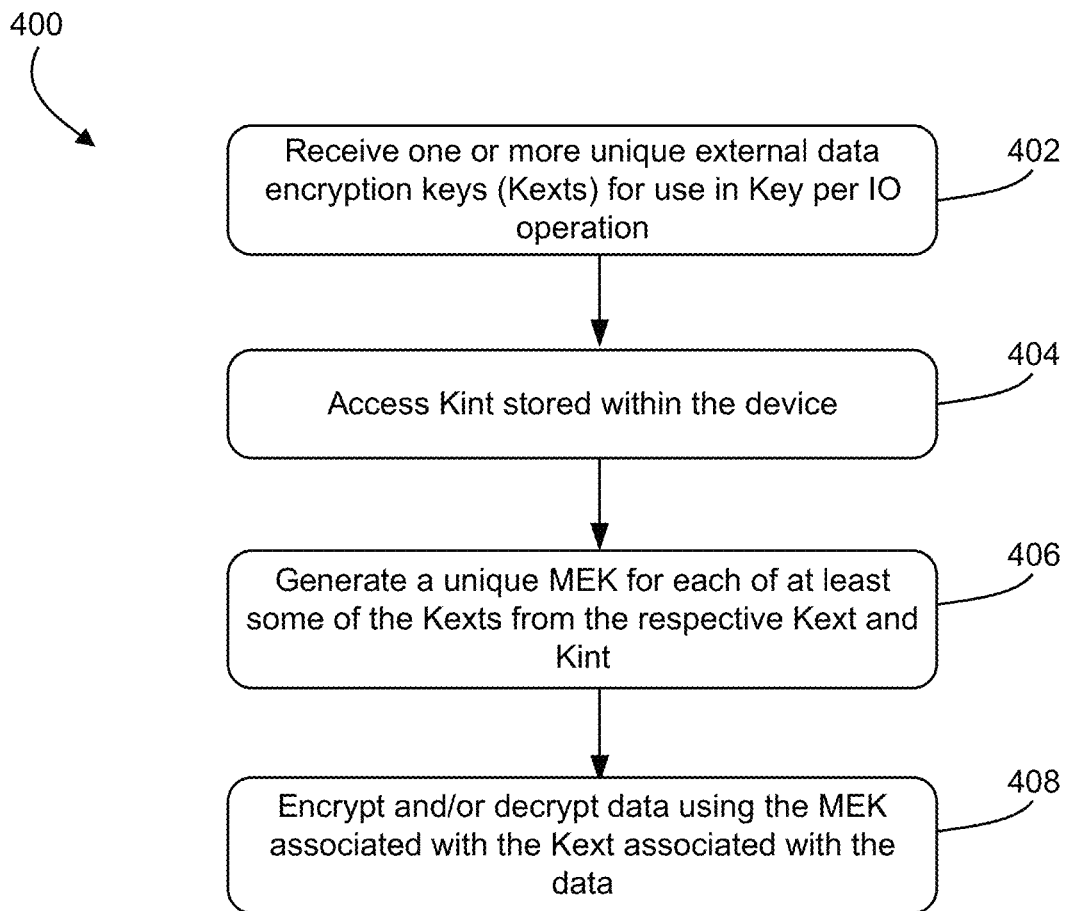 400
Receive one or more unique external data
encryption keys (Kexts) for use in Key per IO
operation
402
Access Kint stored within the device
404
Generate a unique MEK for each of at least
some of the Kexts from the respective Kext and
Kint
406
Encrypt and/or decrypt data using the MEK
associated with the Kext associated with the
data
408